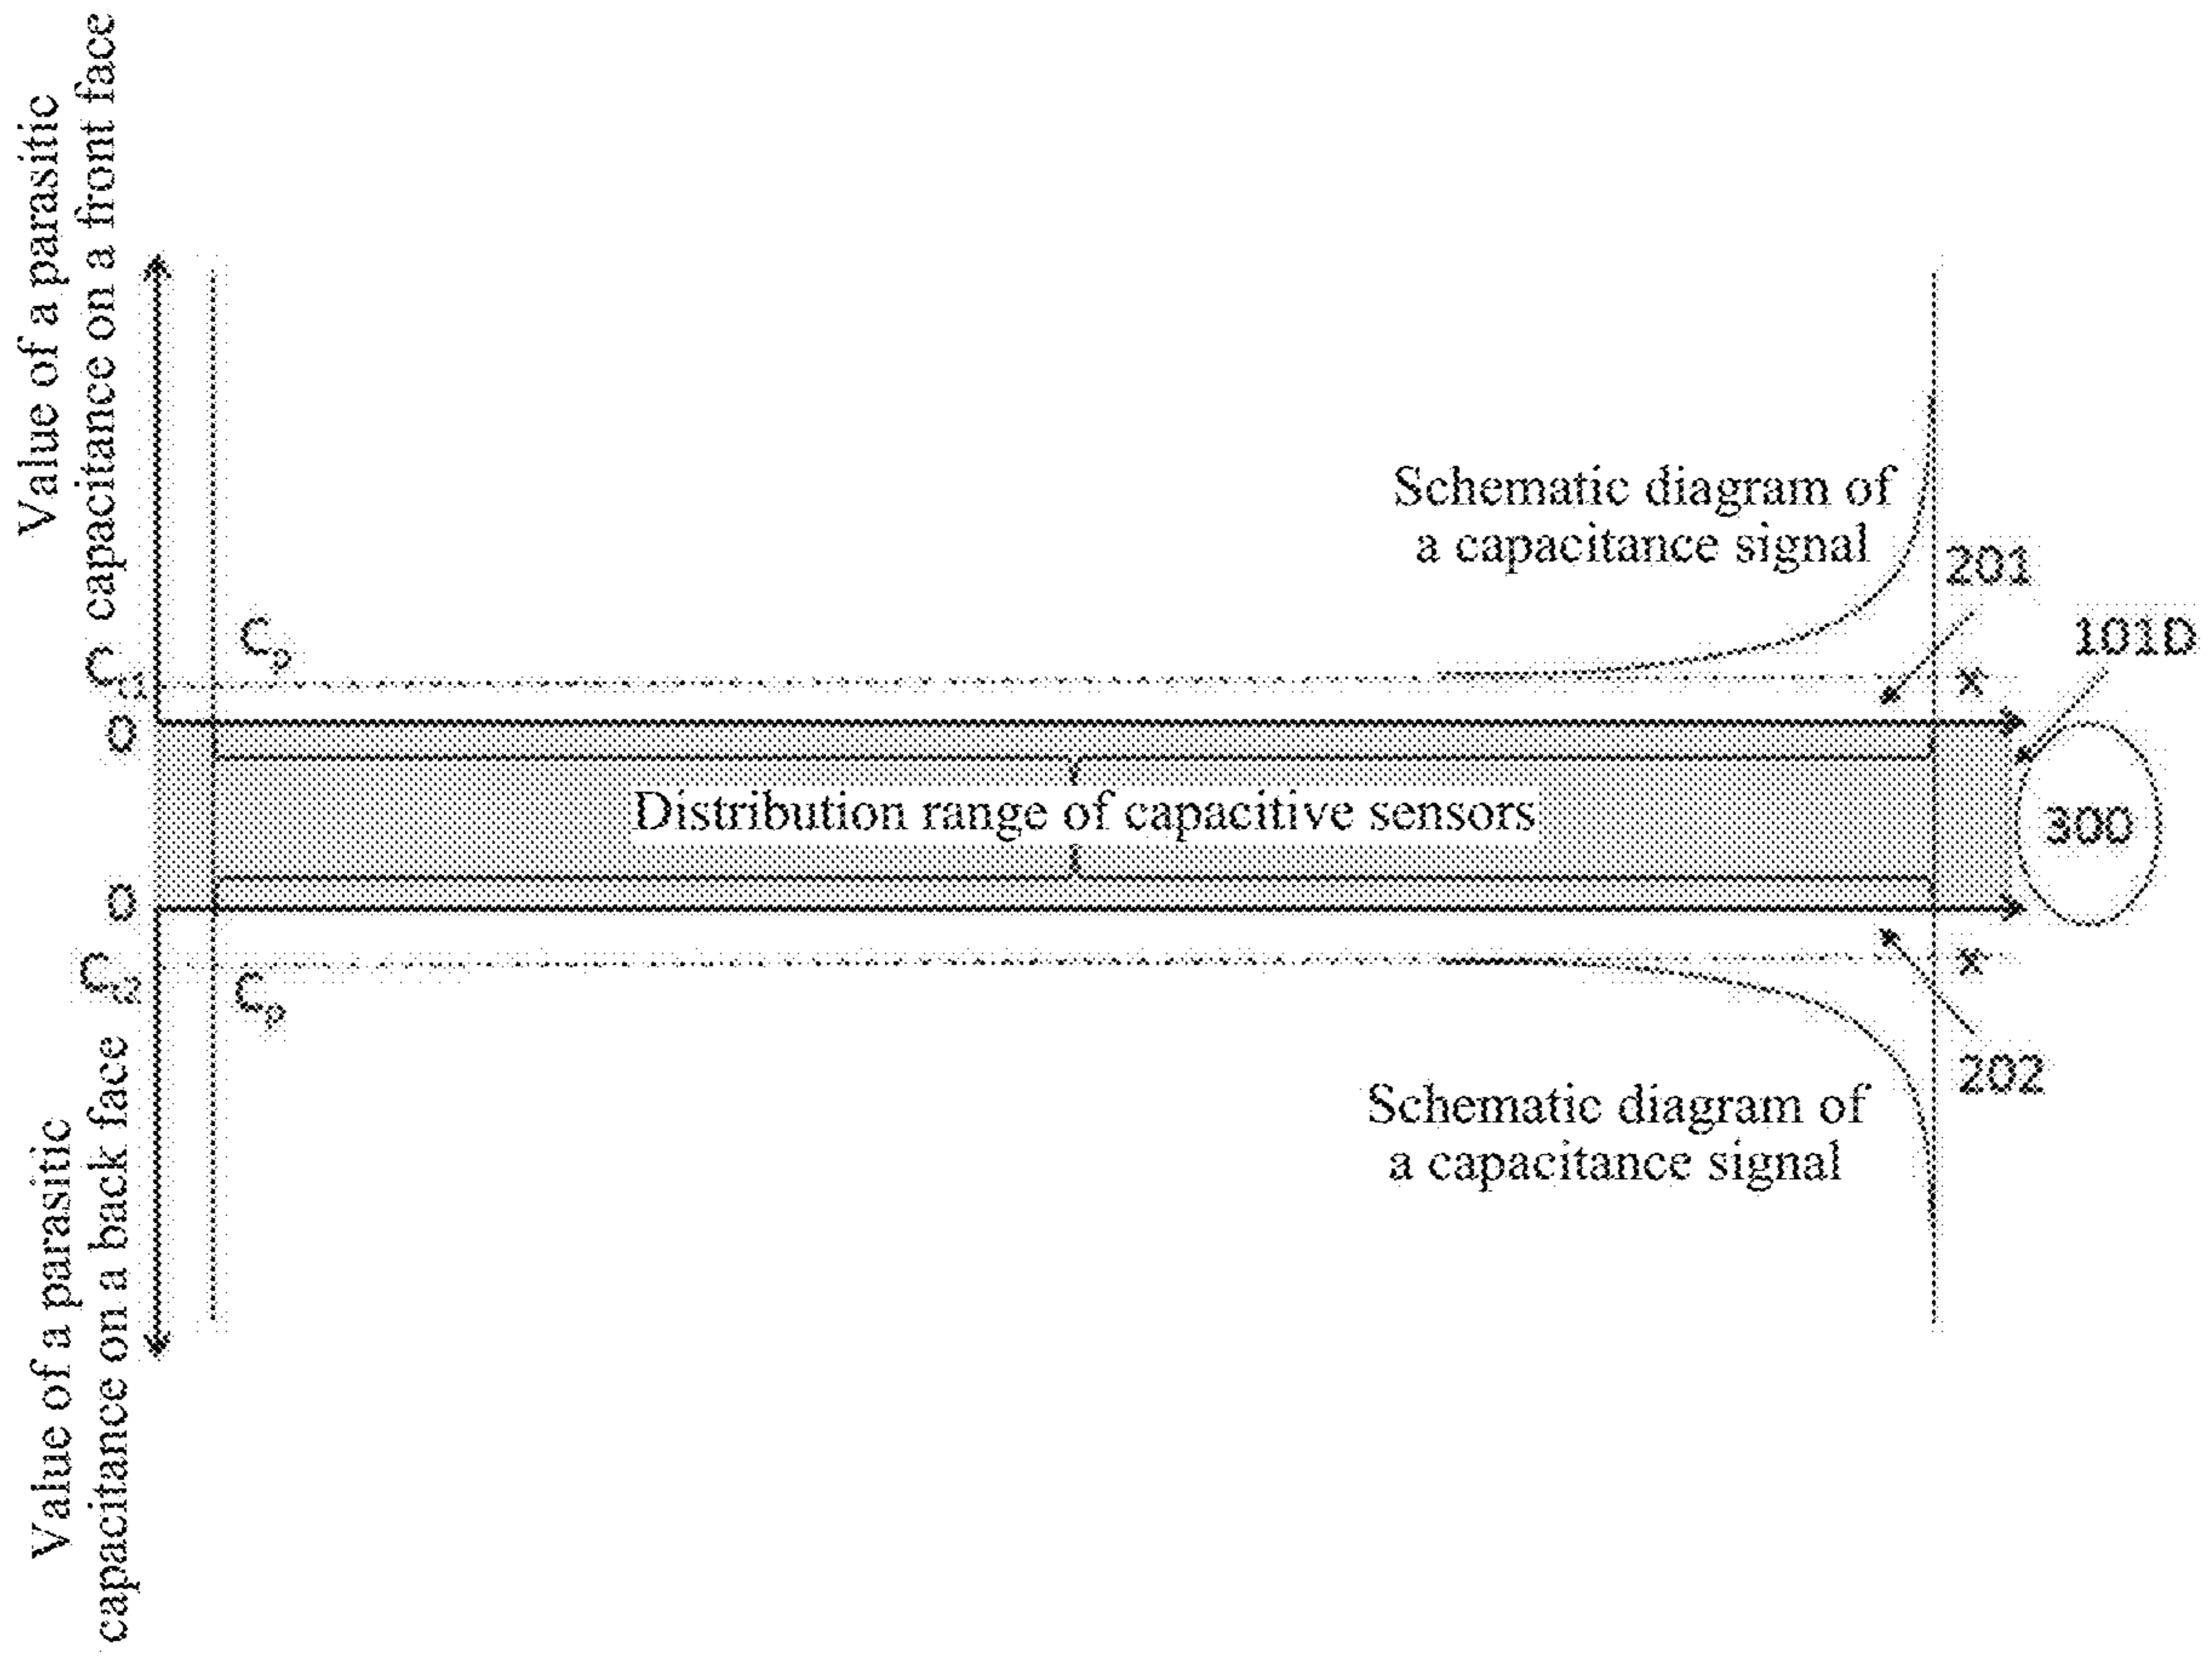 Value of a parasitic
capacitance on a front face
Schematic diagram of
a capacitance signal
201
101D
Cp
C
x
0
Distribution range of capacitive sensors
300
0
x
C
Cp
202
Schematic diagram of
a capacitance signal
Value of a parasitic
capacitance on a back face